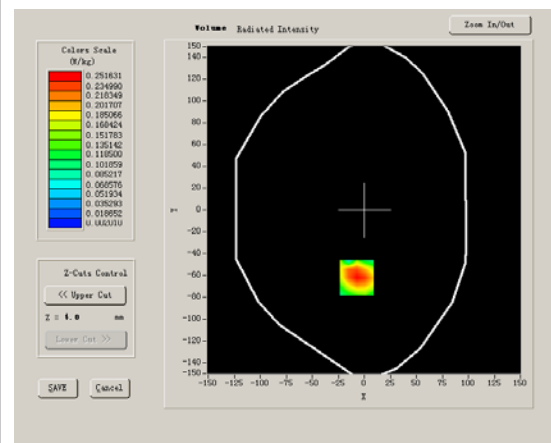 Volume Radiated Intensity
Zoom In/Out
Colors Scale
(W/kg)
0.251631
0.234990
0.218349
0.201707
0.185066
0.168424
0.151783
0.135142
0.118500
0.101859
0.085217
0.068576
0.051934
0.035293
0.018652
Z-Cuts Control
<< Upper Cut
Z = 4.0 mm
Lower Cut >>
SAVE Cancel
150
140
120
100
80
60
40
20
0
-20
-40
-60
-80
-100
-120
-140
-150
Y
-150 -125 -100 -75 -50 -25 0 25 50 75 100 125 150
X